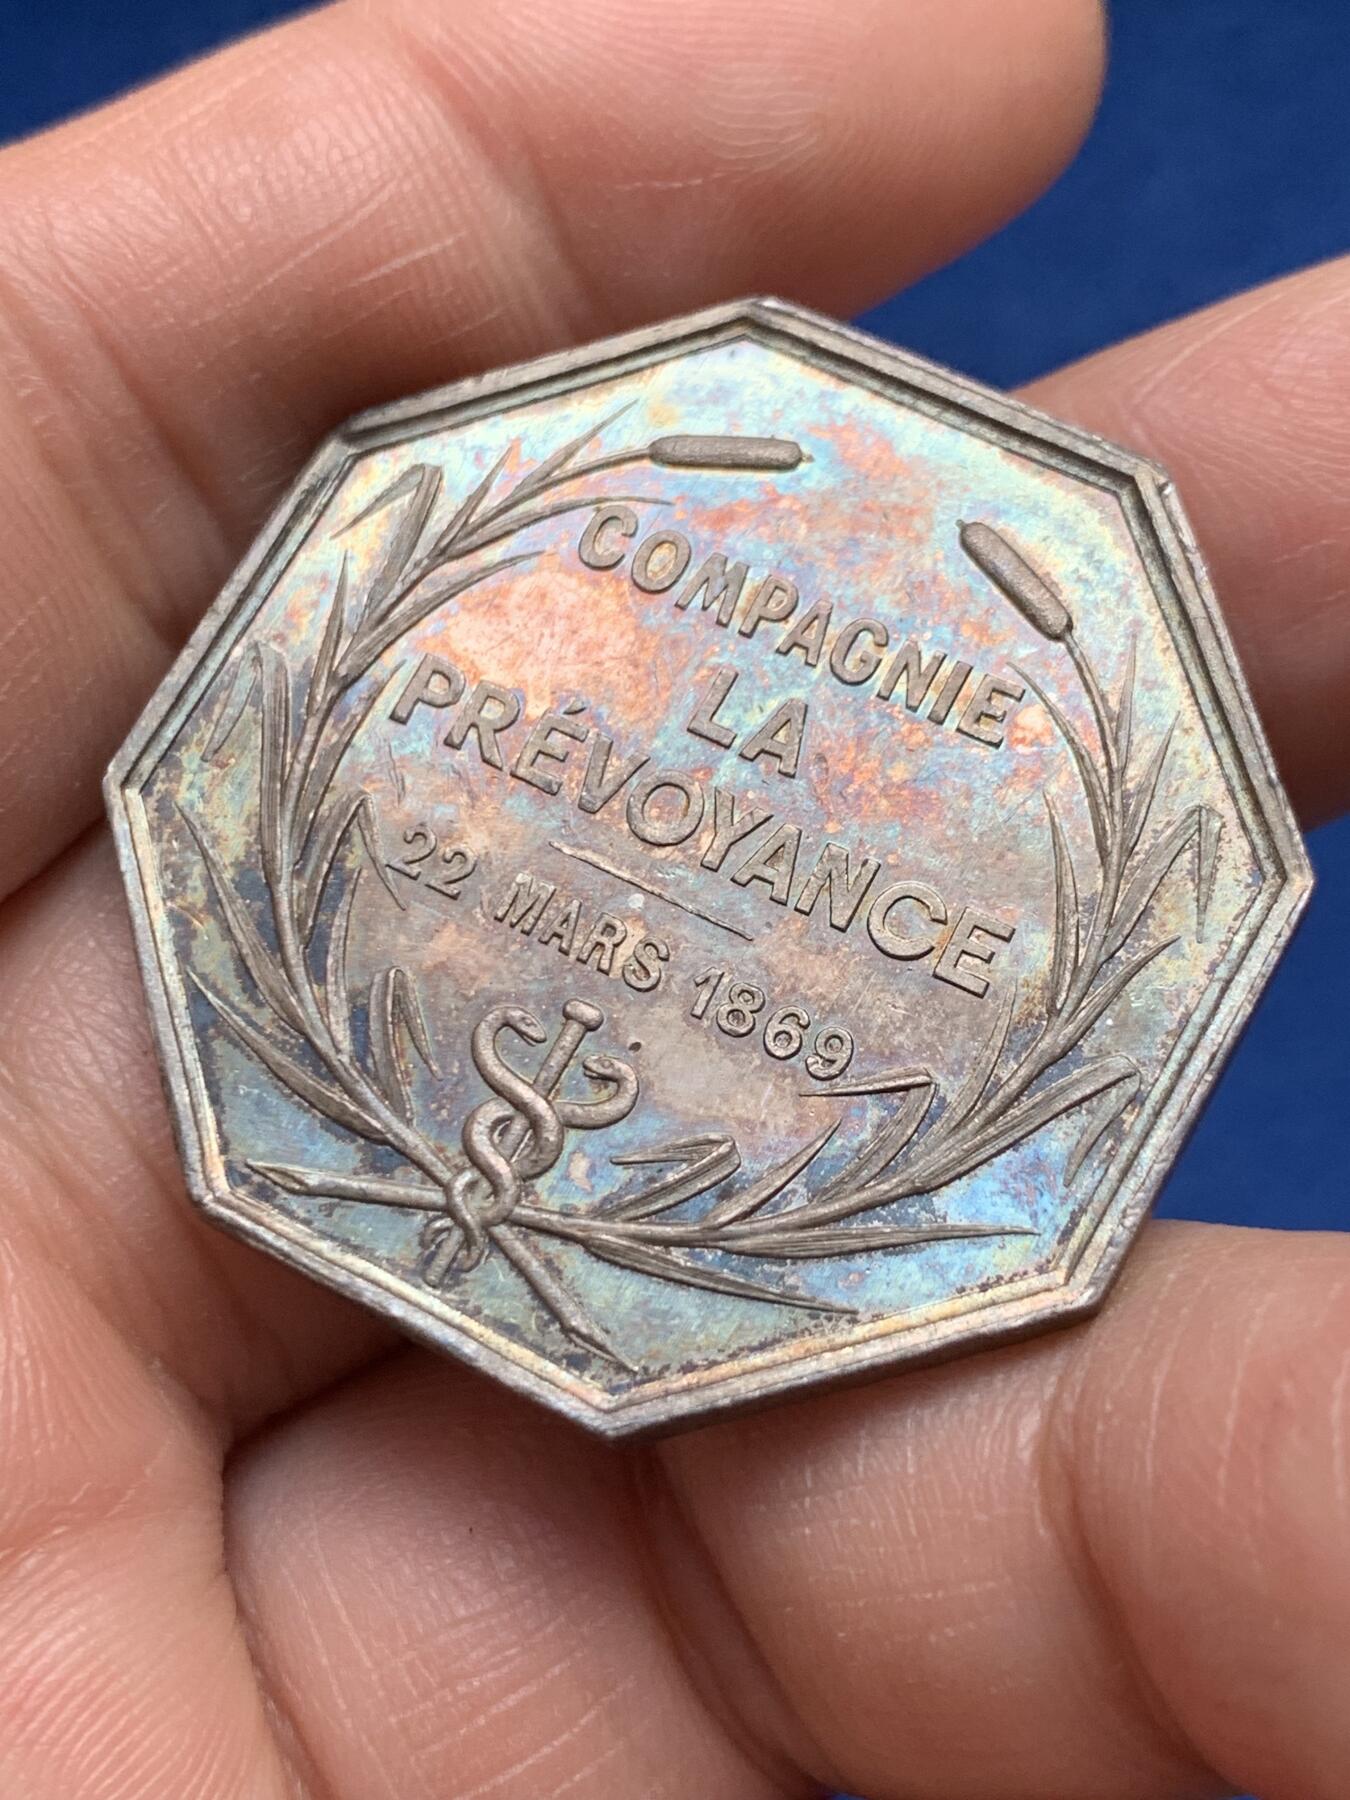 COMPAGNIE
LA
PRÉVOYANCE
22 MARS 1869